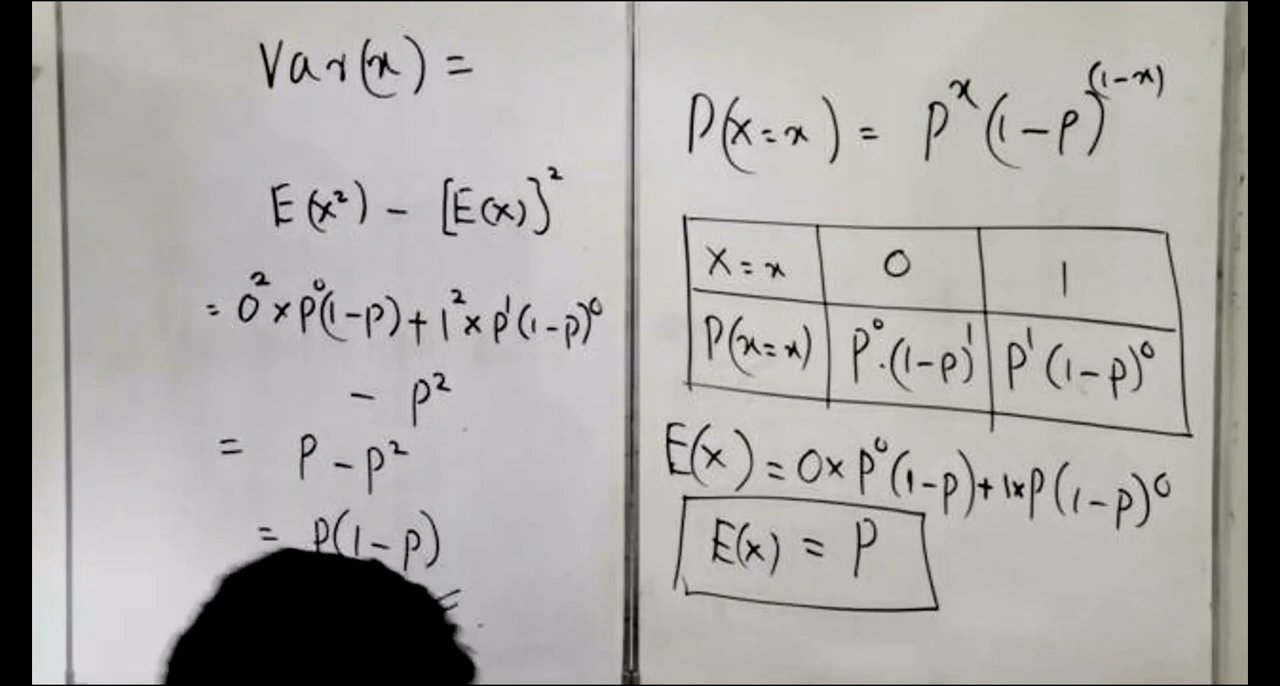 Var(x) =
E(x²) - [E(x)]²
= 0² × p⁰(1-p) + 1² × p¹(1-p)⁰
- p²
= p - p²
= p(1-p)
P(X=x) = p^x (1-p)^(1-x)
X=x 0 1
P(x=x) p⁰.(1-p)¹ p¹(1-p)⁰
E(x) = 0× p⁰(1-p) + 1×p(1-p)⁰
E(x) = p